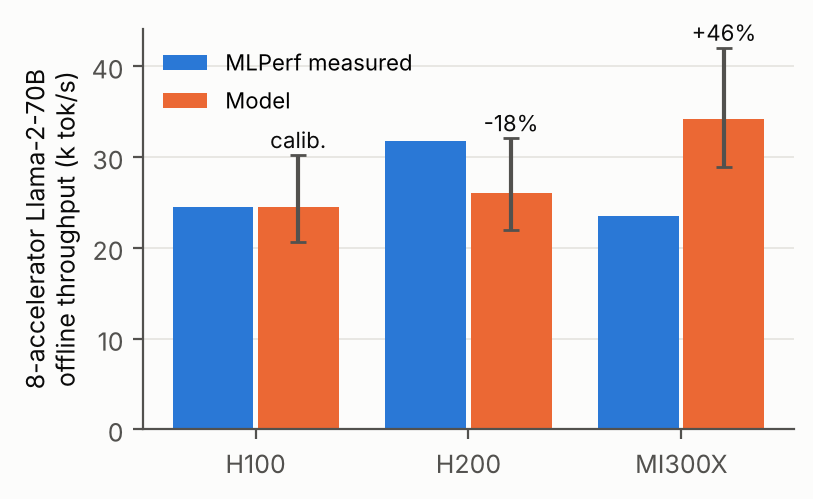 8-accelerator Llama-2-70B
offline throughput (k tok/s)
40
30
20
10
0
MLPerf measured
Model
calib.
-18%
+46%
H100
H200
MI300X